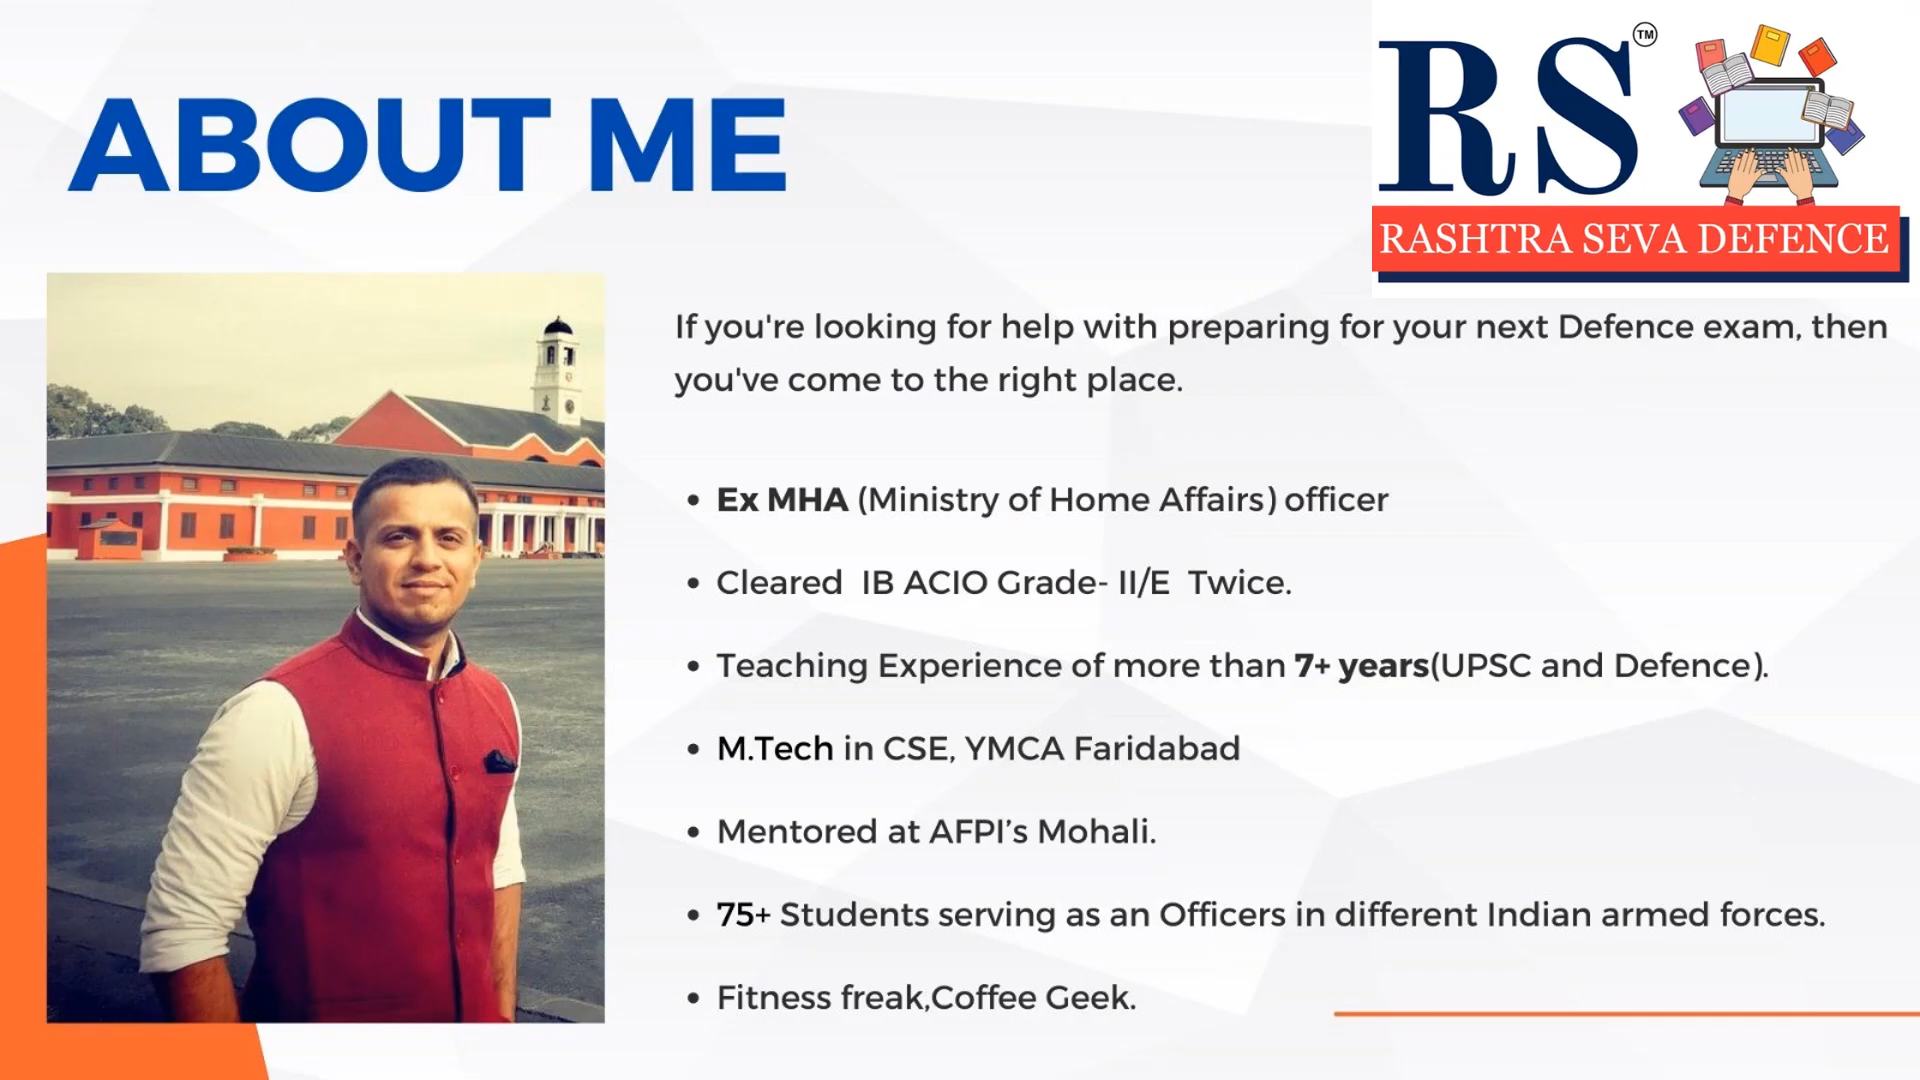 ABOUT ME
RS
TM
RASHTRA SEVA DEFENCE
If you're looking for help with preparing for your next Defence exam, then
you've come to the right place.
• Ex MHA (Ministry of Home Affairs) officer
• Cleared  IB ACIO Grade- II/E  Twice.
• Teaching Experience of more than 7+ years(UPSC and Defence).
• M.Tech in CSE, YMCA Faridabad
• Mentored at AFPI’s Mohali.
• 75+ Students serving as an Officers in different Indian armed forces.
• Fitness freak,Coffee Geek.